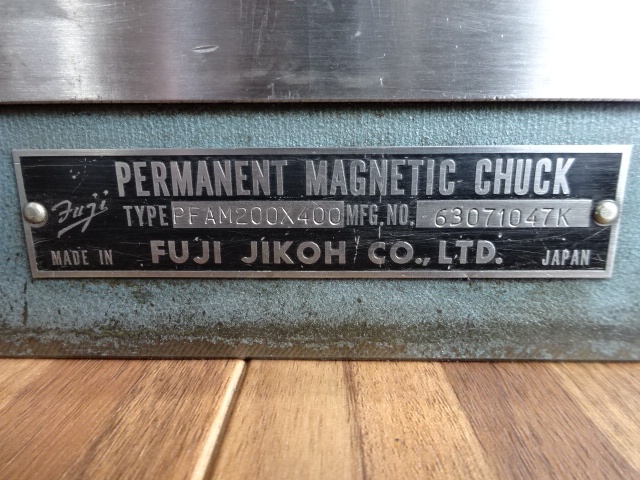 PERMANENT MAGNETIC CHUCK
Fuji
TYPE PFAM200X400 MFG. NO. 63071047K
MADE IN FUJI JIKOH CO., LTD. JAPAN